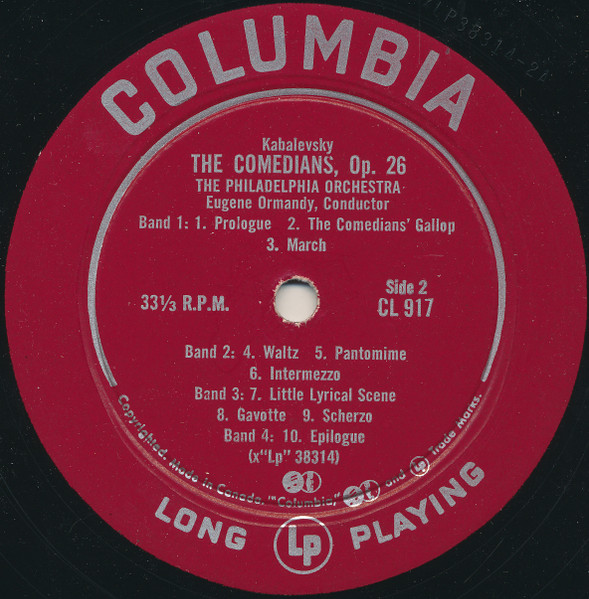 COLUMBIA
Kabalevsky
THE COMEDIANS, Op. 26
THE PHILADELPHIA ORCHESTRA
Eugene Ormandy, Conductor
Band 1: 1. Prologue 2. The Comedians' Gallop
3. March
33⅓ R.P.M.
Side 2
CL 917
Band 2: 4. Waltz 5. Pantomime
6. Intermezzo
Band 3: 7. Little Lyrical Scene
8. Gavotte 9. Scherzo
Band 4: 10. Epilogue
(x"Lp" 38314)
Copyrighted. Made in Canada. "Columbia," and Lp Trade Marks.
LONG Lp PLAYING